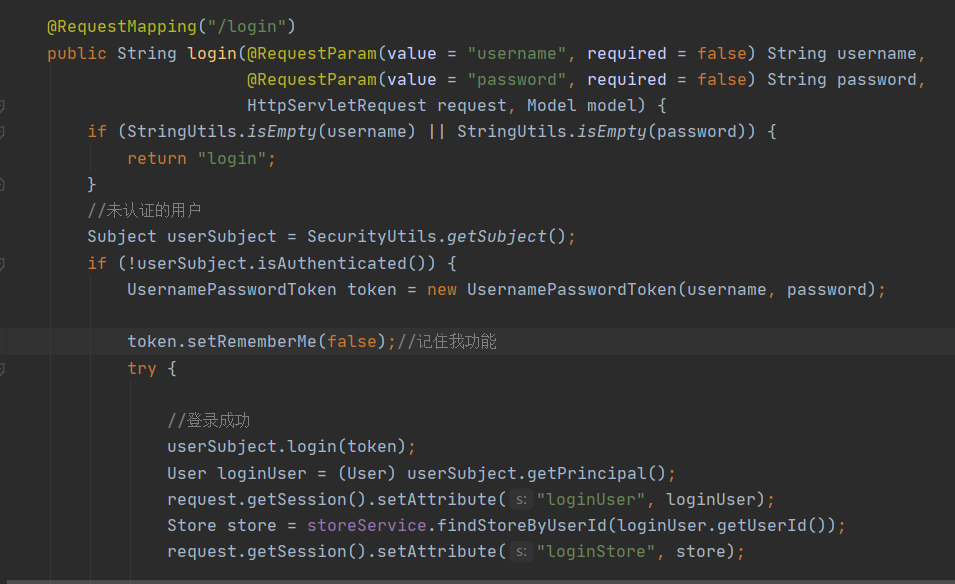 @RequestMapping("/login")
public String login(@RequestParam(value = "username", required = false) String username,
@RequestParam(value = "password", required = false) String password,
HttpServletRequest request, Model model) {
if (StringUtils.isEmpty(username) || StringUtils.isEmpty(password)) {
return "login";
}
//未认证的用户
Subject userSubject = SecurityUtils.getSubject();
if (!userSubject.isAuthenticated()) {
UsernamePasswordToken token = new UsernamePasswordToken(username, password);
token.setRememberMe(false);//记住我功能
try {
//登录成功
userSubject.login(token);
User loginUser = (User) userSubject.getPrincipal();
request.getSession().setAttribute( s: "loginUser", loginUser);
Store store = storeService.findStoreByUserId(loginUser.getUserId());
request.getSession().setAttribute( s: "loginStore", store);